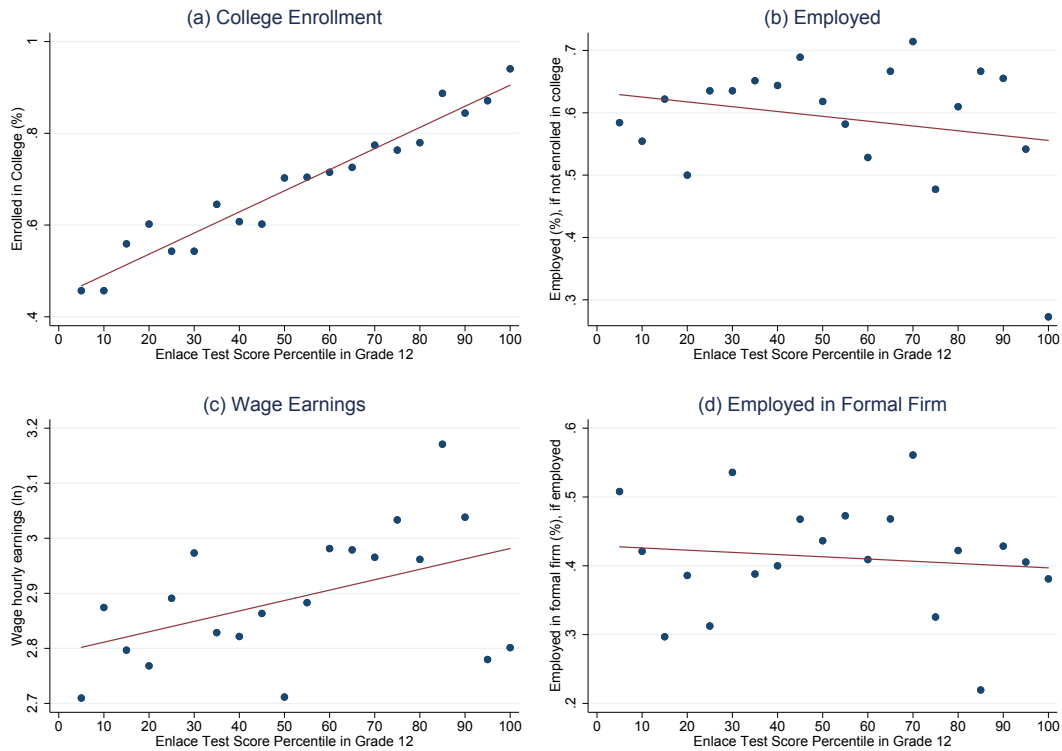 (a) College Enrollment
Enrolled in College (%)
1
.8
.6
.4
0 10 20 30 40 50 60 70 80 90 100
Enlace Test Score Percentile in Grade 12
(b) Employed
Employed (%), if not enrolled in college
.7
.6
.5
.4
.3
0 10 20 30 40 50 60 70 80 90 100
Enlace Test Score Percentile in Grade 12
(c) Wage Earnings
Wage hourly earnings (ln)
3.2
3.1
3
2.9
2.8
2.7
0 10 20 30 40 50 60 70 80 90 100
Enlace Test Score Percentile in Grade 12
(d) Employed in Formal Firm
Employed in formal firm (%), if employed
.6
.5
.4
.3
.2
0 10 20 30 40 50 60 70 80 90 100
Enlace Test Score Percentile in Grade 12